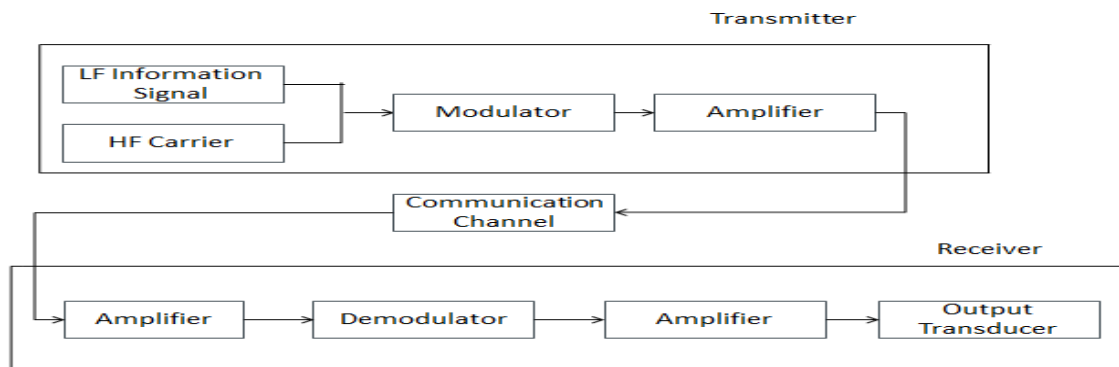 Transmitter
LF Information
Signal
HF Carrier
Modulator
Amplifier
Communication
Channel
Receiver
Amplifier
Demodulator
Amplifier
Output
Transducer